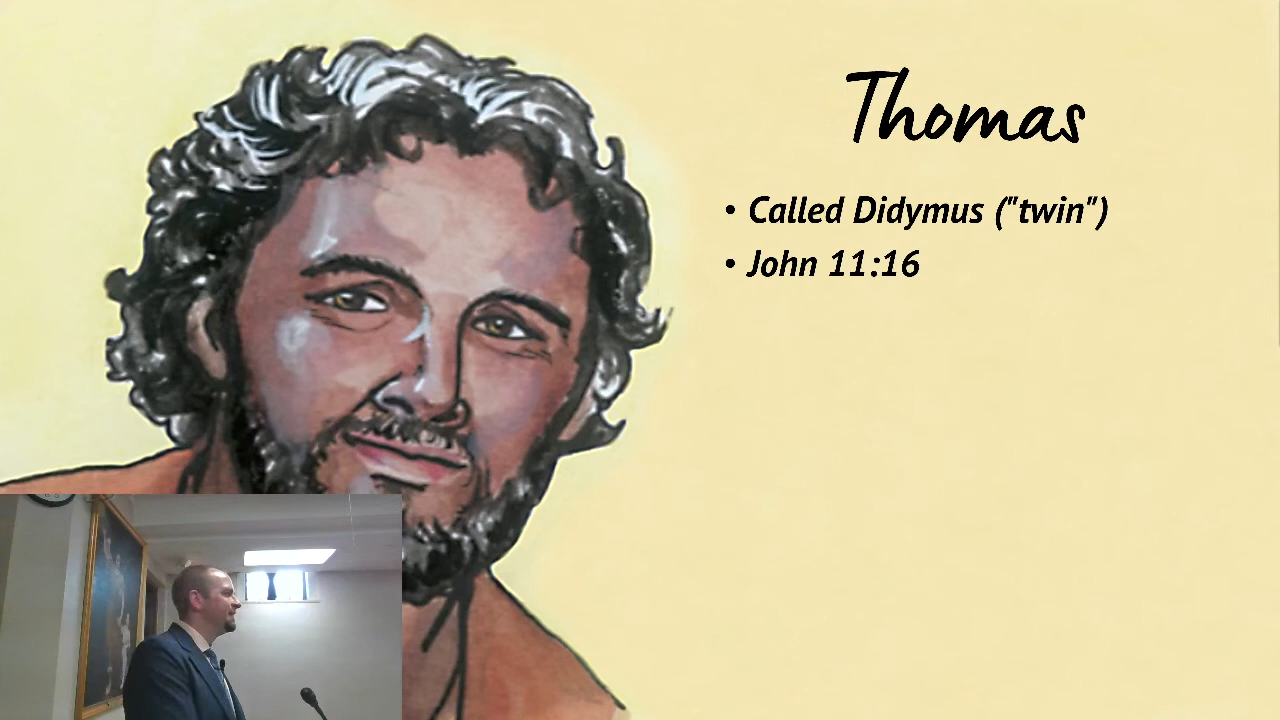 Thomas
• Called Didymus ("twin")
• John 11:16